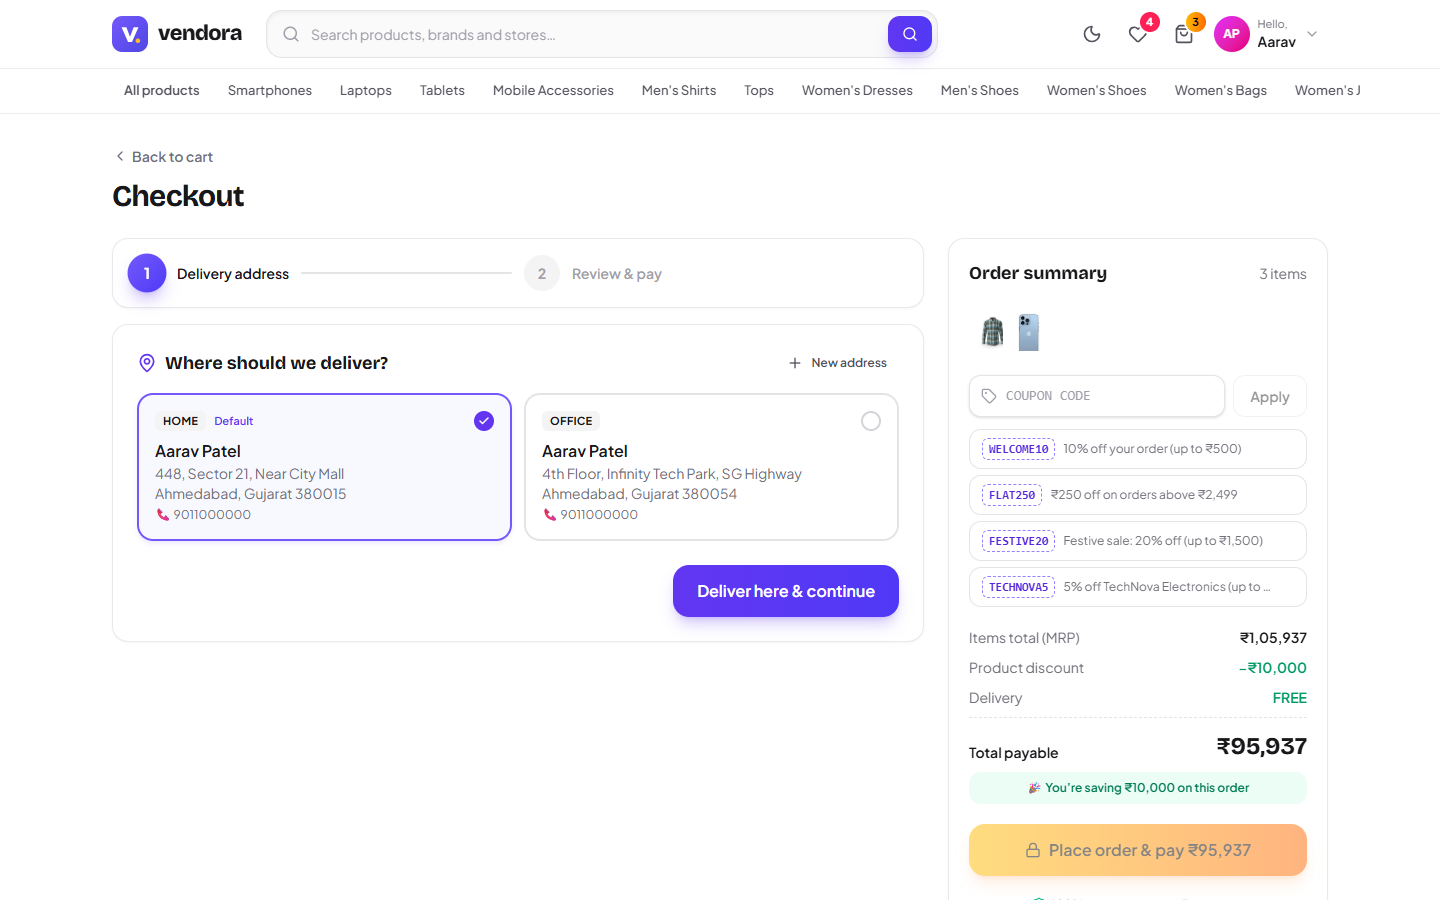 V.
vendora
Search products, brands and stores...
4
3
AP
Hello,
Aarav
All products
Smartphones
Laptops
Tablets
Mobile Accessories
Men's Shirts
Tops
Women's Dresses
Men's Shoes
Women's Shoes
Women's Bags
Women's J
Back to cart
Checkout
1
Delivery address
2
Review & pay
Where should we deliver?
New address
HOME
Default
Aarav Patel
448, Sector 21, Near City Mall
Ahmedabad, Gujarat 380015
9011000000
OFFICE
Aarav Patel
4th Floor, Infinity Tech Park, SG Highway
Ahmedabad, Gujarat 380054
9011000000
Deliver here & continue
Order summary
3 items
COUPON CODE
Apply
WELCOME10
10% off your order (up to ₹500)
FLAT250
₹250 off on orders above ₹2,499
FESTIVE20
Festive sale: 20% off (up to ₹1,500)
TECHNOVA5
5% off TechNova Electronics (up to ...
Items total (MRP)
₹1,05,937
Product discount
−₹10,000
Delivery
FREE
Total payable
₹95,937
You're saving ₹10,000 on this order
Place order & pay ₹95,937